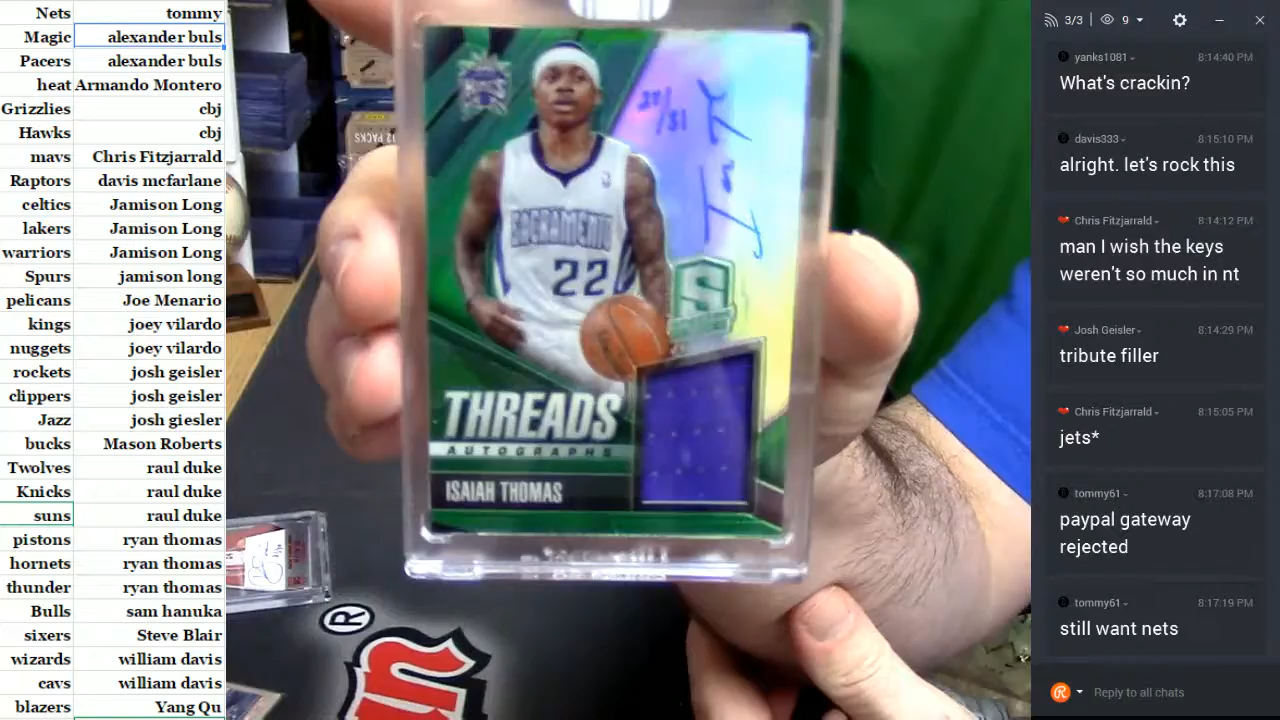 Nets tommy
Magic alexander buls
Pacers alexander buls
heat Armando Montero
Grizzlies cbj
Hawks cbj
mavs Chris Fitzjarrald
Raptors davis mcfarlane
celtics Jamison Long
lakers Jamison Long
warriors Jamison Long
Spurs jamison long
pelicans Joe Menario
kings joey vilardo
nuggets joey vilardo
rockets josh geisler
clippers josh geisler
Jazz josh giesler
bucks Mason Roberts
Twolves raul duke
Knicks raul duke
suns raul duke
pistons ryan thomas
hornets ryan thomas
thunder ryan thomas
Bulls sam hanuka
sixers Steve Blair
wizards william davis
cavs william davis
blazers Yang Qu
PACKS
KINGS
SACRAMENTO
22
S
THREADS
AUTOGRAPHS
ISAIAH THOMAS
®
3/3 9
yanks1081 8:14:40 PM
What's crackin?
davis333 8:15:10 PM
alright. let's rock this
Chris Fitzjarrald 8:14:12 PM
man I wish the keys
weren't so much in nt
Josh Geisler 8:14:29 PM
tribute filler
Chris Fitzjarrald 8:15:05 PM
jets*
tommy61 8:17:08 PM
paypal gateway
rejected
tommy61 8:17:19 PM
still want nets
Reply to all chats